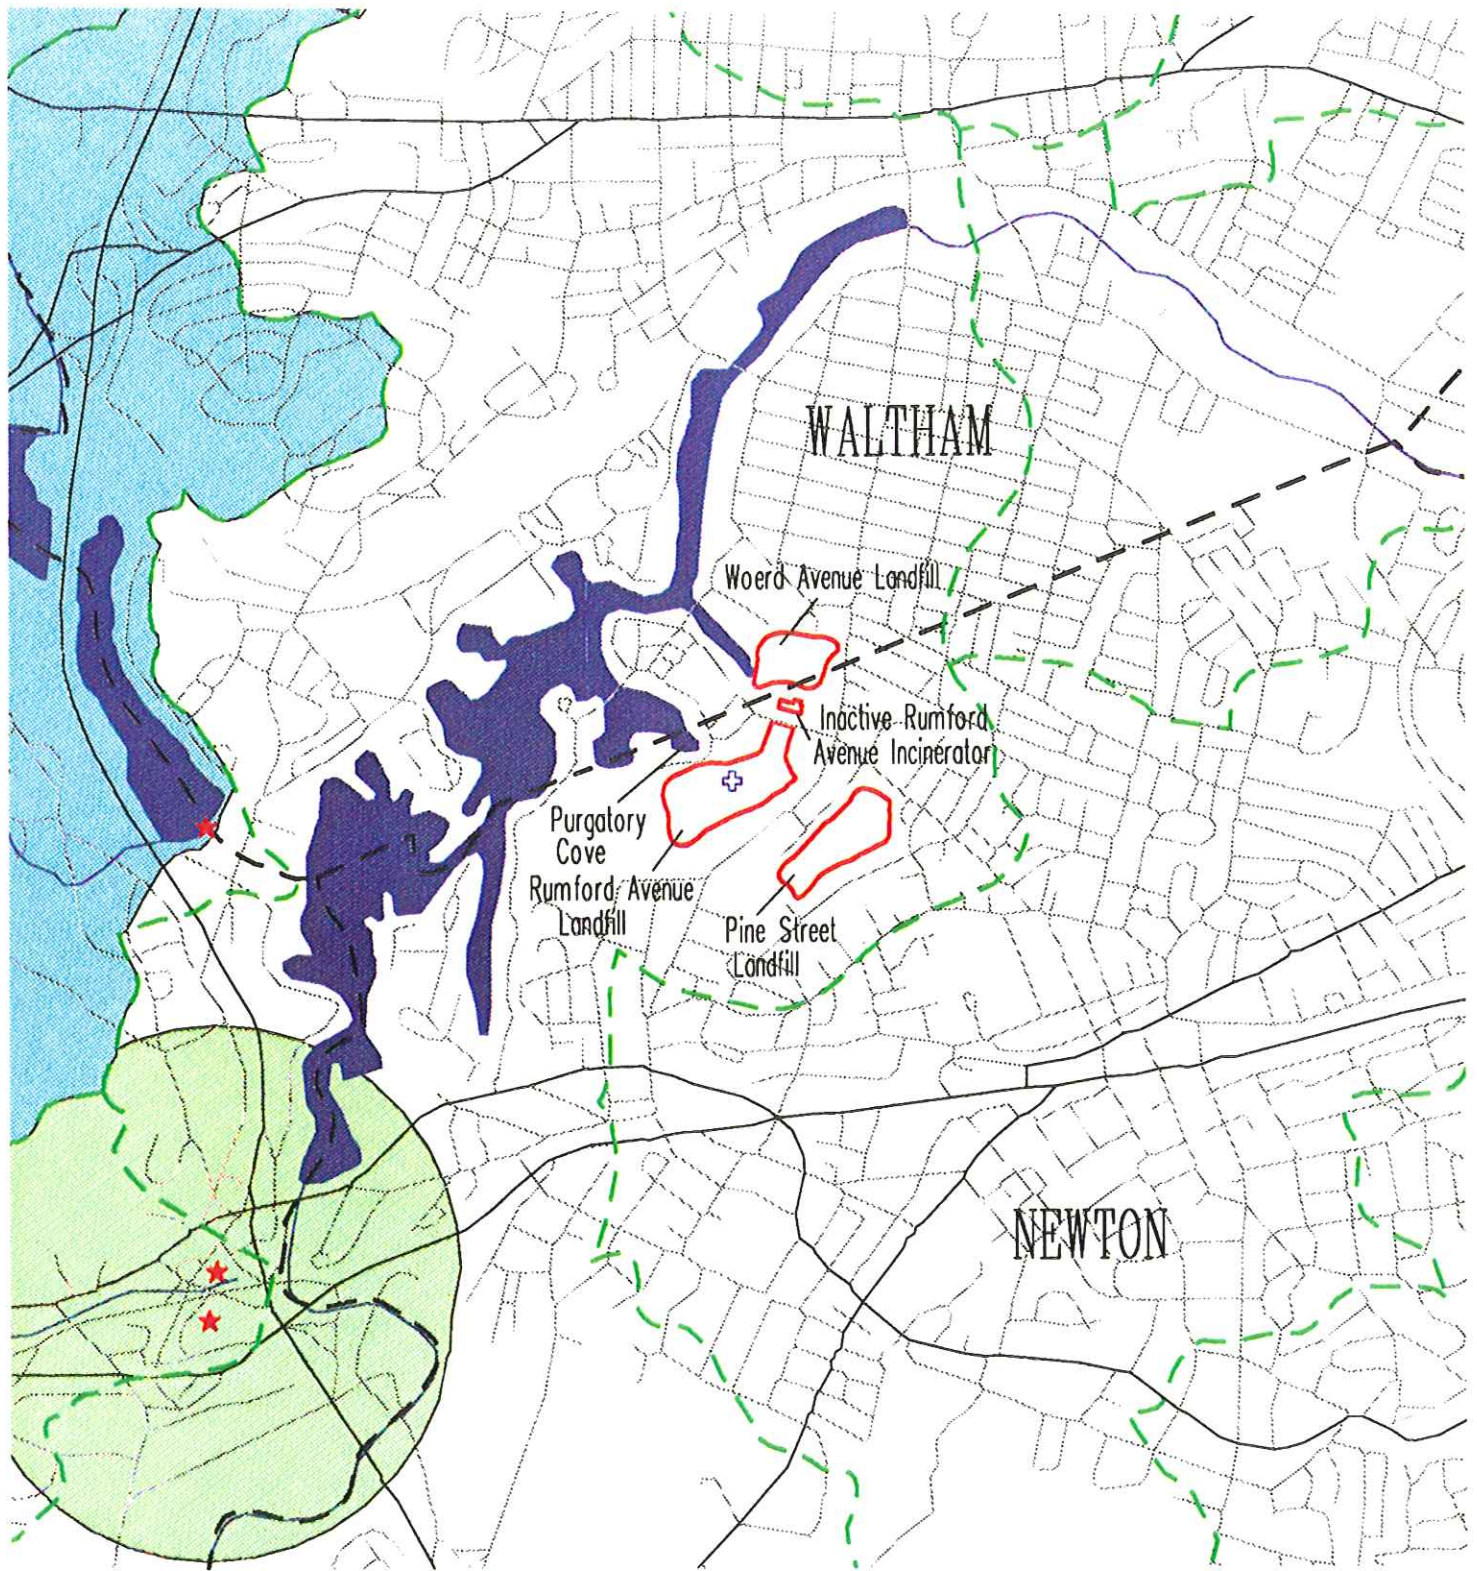 WALTHAM
Woerd Avenue Landfill
Inactive Rumford
Avenue Incinerator
Purgatory
Cove
Rumford Avenue
Landfill
Pine Street
Landfill
NEWTON